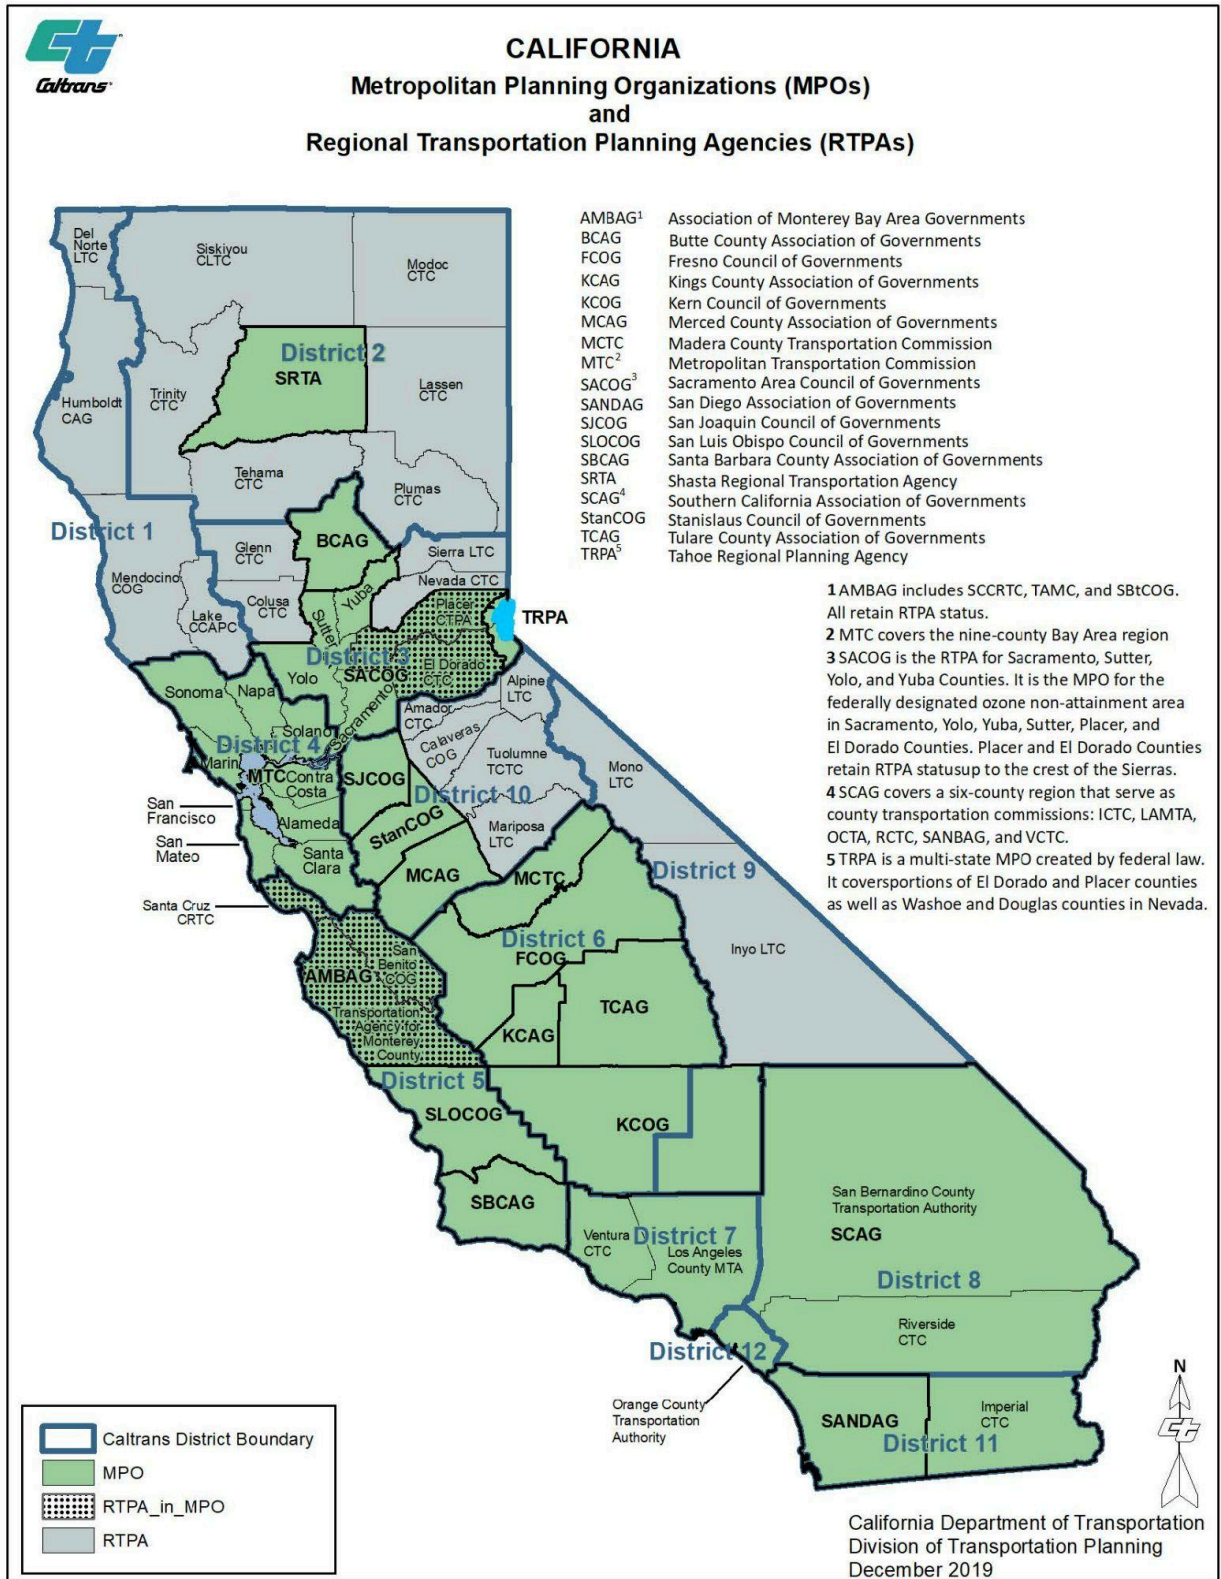 Caltrans
CALIFORNIA
Metropolitan Planning Organizations (MPOs)
and
Regional Transportation Planning Agencies (RTPAs)
AMBAG¹ Association of Monterey Bay Area Governments
BCAG Butte County Association of Governments
FCOG Fresno Council of Governments
KCAG Kings County Association of Governments
KCOG Kern Council of Governments
MCAG Merced County Association of Governments
MCTC Madera County Transportation Commission
MTC² Metropolitan Transportation Commission
SACOG³ Sacramento Area Council of Governments
SANDAG San Diego Association of Governments
SJCOG San Joaquin Council of Governments
SLOCOG San Luis Obispo Council of Governments
SBCAG Santa Barbara County Association of Governments
SRTA Shasta Regional Transportation Agency
SCAG⁴ Southern California Association of Governments
StanCOG Stanislaus Council of Governments
TCAG Tulare County Association of Governments
TRPA⁵ Tahoe Regional Planning Agency
1 AMBAG includes SCCRTC, TAMC, and SBtCOG.
All retain RTPA status.
2 MTC covers the nine-county Bay Area region
3 SACOG is the RTPA for Sacramento, Sutter,
Yolo, and Yuba Counties. It is the MPO for the
federally designated ozone non-attainment area
in Sacramento, Yolo, Yuba, Sutter, Placer, and
El Dorado Counties. Placer and El Dorado Counties
retain RTPA statusup to the crest of the Sierras.
4 SCAG covers a six-county region that serve as
county transportation commissions: ICTC, LAMTA,
OCTA, RCTC, SANBAG, and VCTC.
5 TRPA is a multi-state MPO created by federal law.
It coversportions of El Dorado and Placer counties
as well as Washoe and Douglas counties in Nevada.
Del
Norte
LTC
Siskiyou
CLTC
Modoc
CTC
District 2
SRTA
Trinity
CTC
Lassen
CTC
Humboldt
CAG
Tehama
CTC
Plumas
CTC
District 1
BCAG
Glenn
CTC
Sierra LTC
Mendocino
COG
Nevada CTC
Colusa
CTC
Yuba
Lake
CCAPC
Sutter
Placer
CTPA
TRPA
District 3
SACOG
El Dorado
CTC
Yolo
Sonoma
Napa
Alpine
LTC
Sacramento
Solano
Amador
CTC
Calaveras
COG
District 4
Marin
MTC
Contra
Costa
SJCOG
Tuolumne
TCTC
Mono
LTC
District 10
San
Francisco
Alameda
StanCOG
Mariposa
LTC
San
Mateo
Santa
Clara
MCAG
MCTC
District 9
Santa Cruz
CRTC
District 6
FCOG
San
Benito
COG
Inyo LTC
AMBAG
Transportation
Agency for
Monterey
County
TCAG
KCAG
District 5
SLOCOG
KCOG
SBCAG
San Bernardino County
Transportation Authority
SCAG
Ventura
CTC
District 7
Los Angeles
County MTA
District 8
Riverside
CTC
District 12
Orange County
Transportation
Authority
SANDAG
Imperial
CTC
District 11
N
Caltrans District Boundary
MPO
RTPA_in_MPO
RTPA
California Department of Transportation
Division of Transportation Planning
December 2019